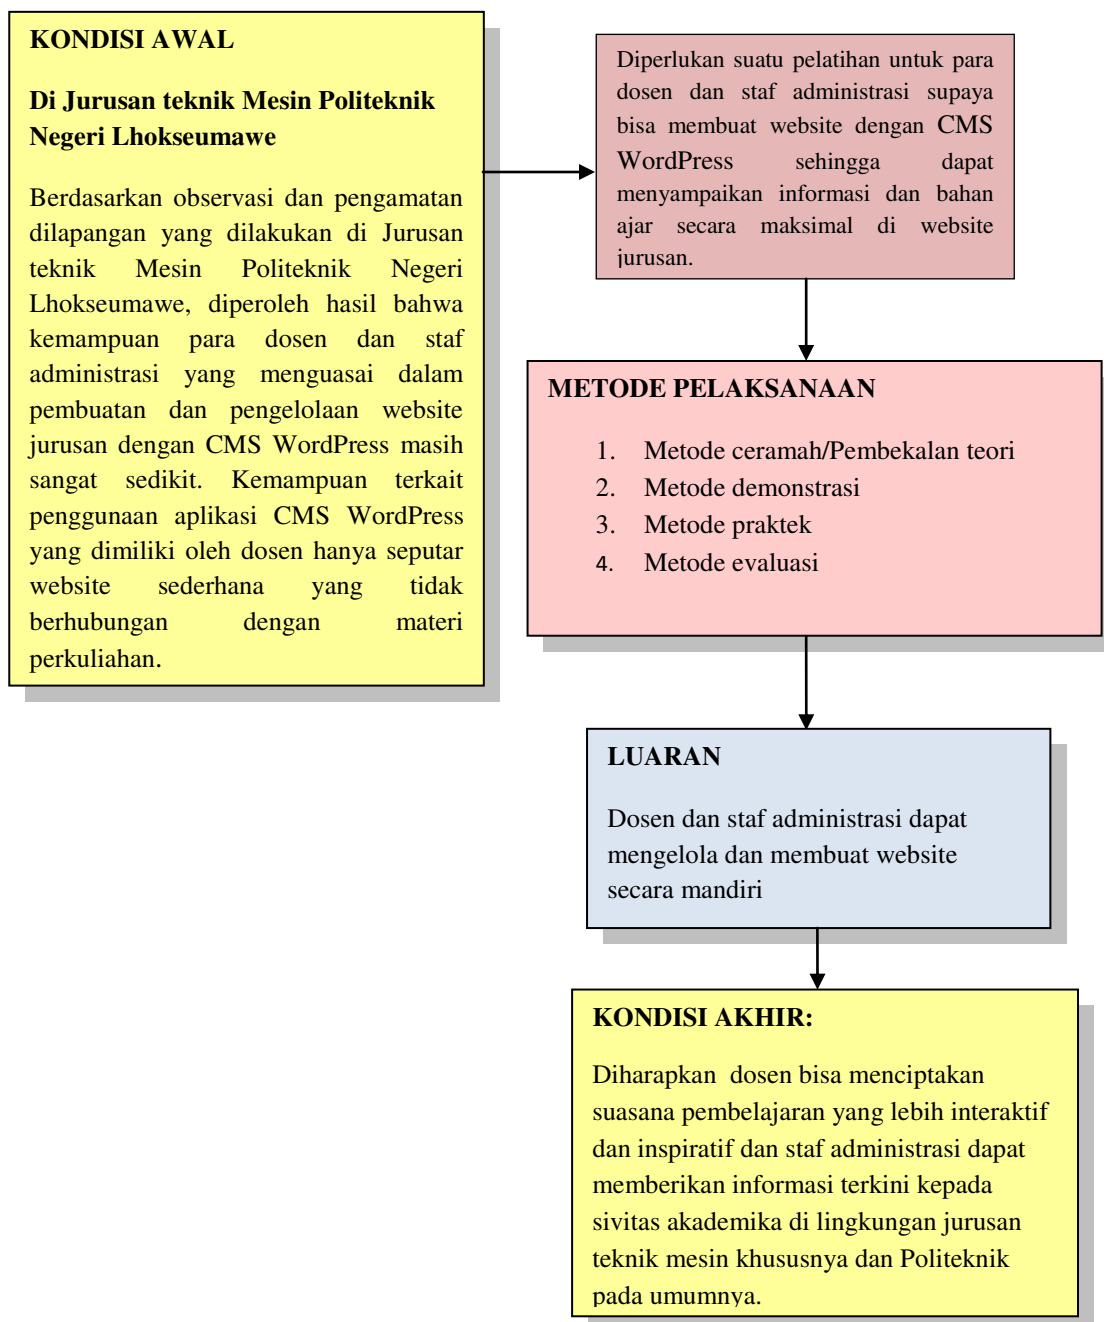 KONDISI AWAL
Di Jurusan teknik Mesin Politeknik
Negeri Lhokseumawe
Berdasarkan observasi dan pengamatan
dilapangan yang dilakukan di Jurusan
teknik Mesin Politeknik Negeri
Lhokseumawe, diperoleh hasil bahwa
kemampuan para dosen dan staf
administrasi yang menguasai dalam
pembuatan dan pengelolaan website
jurusan dengan CMS WordPress masih
sangat sedikit. Kemampuan terkait
penggunaan aplikasi CMS WordPress
yang dimiliki oleh dosen hanya seputar
website sederhana yang tidak
berhubungan dengan materi
perkuliahan.
Diperlukan suatu pelatihan untuk para
dosen dan staf administrasi supaya
bisa membuat website dengan CMS
WordPress sehingga dapat
menyampaikan informasi dan bahan
ajar secara maksimal di website
jurusan.
METODE PELAKSANAAN
1. Metode ceramah/Pembekalan teori
2. Metode demonstrasi
3. Metode praktek
4. Metode evaluasi
LUARAN
Dosen dan staf administrasi dapat
mengelola dan membuat website
secara mandiri
KONDISI AKHIR:
Diharapkan dosen bisa menciptakan
suasana pembelajaran yang lebih interaktif
dan inspiratif dan staf administrasi dapat
memberikan informasi terkini kepada
sivitas akademika di lingkungan jurusan
teknik mesin khususnya dan Politeknik
pada umumnya.